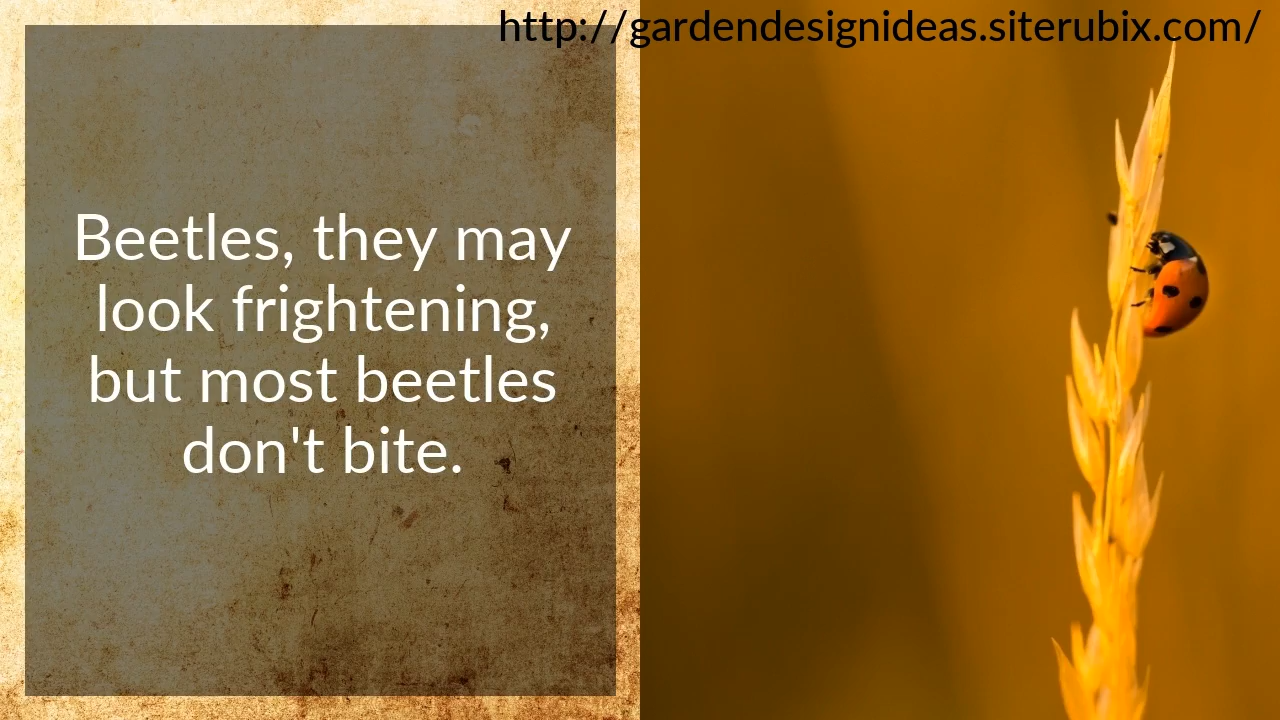 http://gardendesignideas.siterubix.com/
Beetles, they may
look frightening,
but most beetles
don't bite.